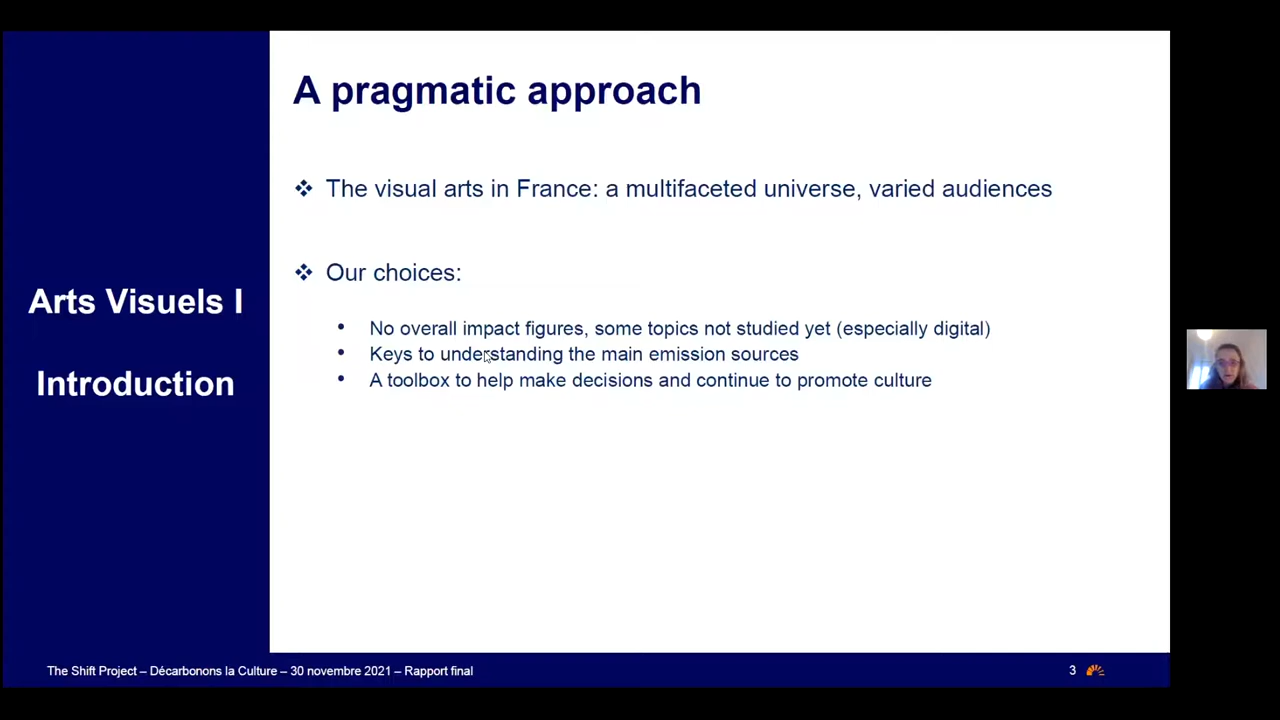 A pragmatic approach
The visual arts in France: a multifaceted universe, varied audiences
Our choices:
No overall impact figures, some topics not studied yet (especially digital)
Keys to understanding the main emission sources
A toolbox to help make decisions and continue to promote culture
Arts Visuels I
Introduction
The Shift Project – Décarbonons la Culture – 30 novembre 2021 – Rapport final
3